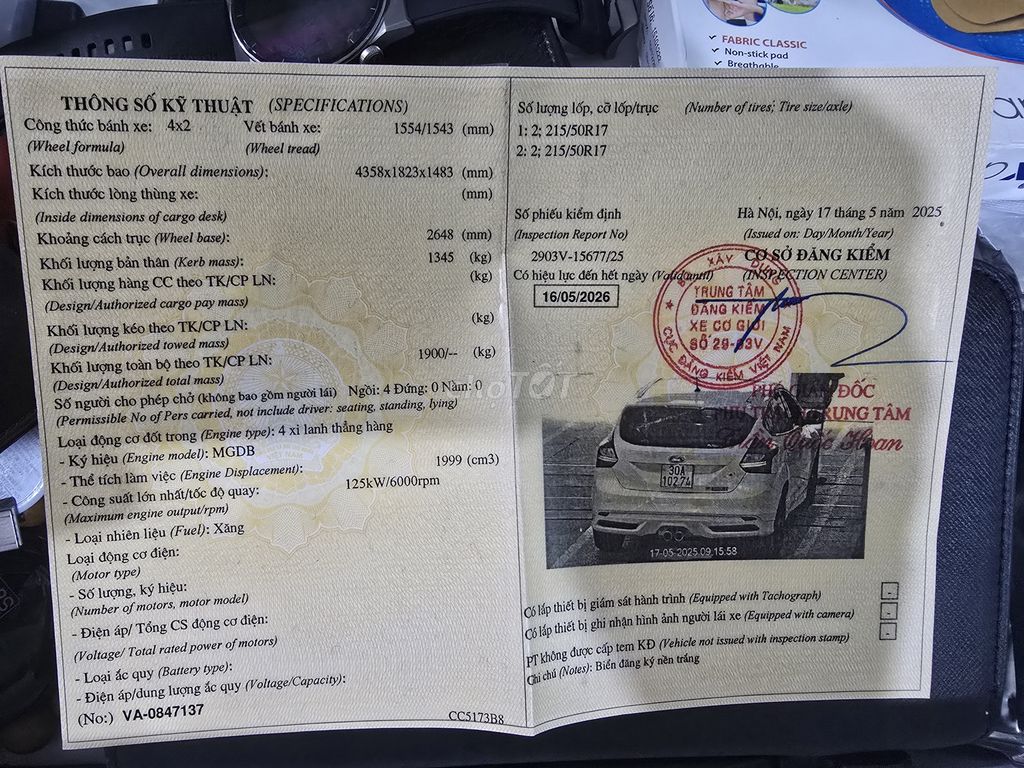 FABRIC CLASSIC
Non-stick pad
Breathable
THÔNG SỐ KỸ THUẬT (SPECIFICATIONS)
Công thức bánh xe: 4x2 Vết bánh xe: 1554/1543 (mm)
(Wheel formula) (Wheel tread)
Kích thước bao (Overall dimensions): 4358x1823x1483 (mm)
Kích thước lòng thùng xe: (mm)
(Inside dimensions of cargo desk)
Khoảng cách trục (Wheel base): 2648 (mm)
Khối lượng bản thân (Kerb mass): 1345 (kg)
Khối lượng hàng CC theo TK/CP LN: (kg)
(Design/Authorized cargo pay mass)
Khối lượng kéo theo TK/CP LN: (kg)
(Design/Authorized towed mass)
Khối lượng toàn bộ theo TK/CP LN: 1900/-- (kg)
(Design/Authorized total mass)
Số người cho phép chở (không bao gồm người lái) Ngồi: 4 Đứng: 0 Nằm: 0
(Permissible No of Pers carried, not include driver: seating, standing, lying)
Loại động cơ đốt trong (Engine type): 4 xi lanh thẳng hàng
- Ký hiệu (Engine model): MGDB
- Thể tích làm việc (Engine Displacement): 1999 (cm3)
- Công suất lớn nhất/tốc độ quay: 125kW/6000rpm
(Maximum engine output/rpm)
- Loại nhiên liệu (Fuel): Xăng
Loại động cơ điện:
(Motor type)
- Số lượng, ký hiệu:
(Number of motors, motor model)
- Điện áp/ Tổng CS động cơ điện:
(Voltage/ Total rated power of motors)
- Loại ắc quy (Battery type):
- Điện áp/dung lượng ắc quy (Voltage/Capacity):
(No:) VA-0847137
CC5173B8
Số lượng lốp, cỡ lốp/trục (Number of tires; Tire size/axle)
1: 2; 215/50R17
2: 2; 215/50R17
Số phiếu kiểm định Hà Nội, ngày 17 tháng 5 năm 2025
(Inspection Report No) (Issued on: Day/Month/Year)
2903V-15677/25 CƠ SỞ ĐĂNG KIỂM
Có hiệu lực đến hết ngày (Valid until) (INSPECTION CENTER)
16/05/2026
XÂY DỰNG
TRUNG TÂM
ĐĂNG KIỂM
XE CƠ GIỚI
SỐ 29-03V
CỤC ĐĂNG KIỂM VIỆT NAM
PHÓ GIÁM ĐỐC
TRUNG TÂM
30A
102.74
17-05-2025 09:15:58
Có lắp thiết bị giám sát hành trình (Equipped with Tachograph) -
Có lắp thiết bị ghi nhận hình ảnh người lái xe (Equipped with camera) -
PT không được cấp tem KĐ (Vehicle not issued with inspection stamp) -
Ghi chú (Notes): Biển đăng ký nền trắng